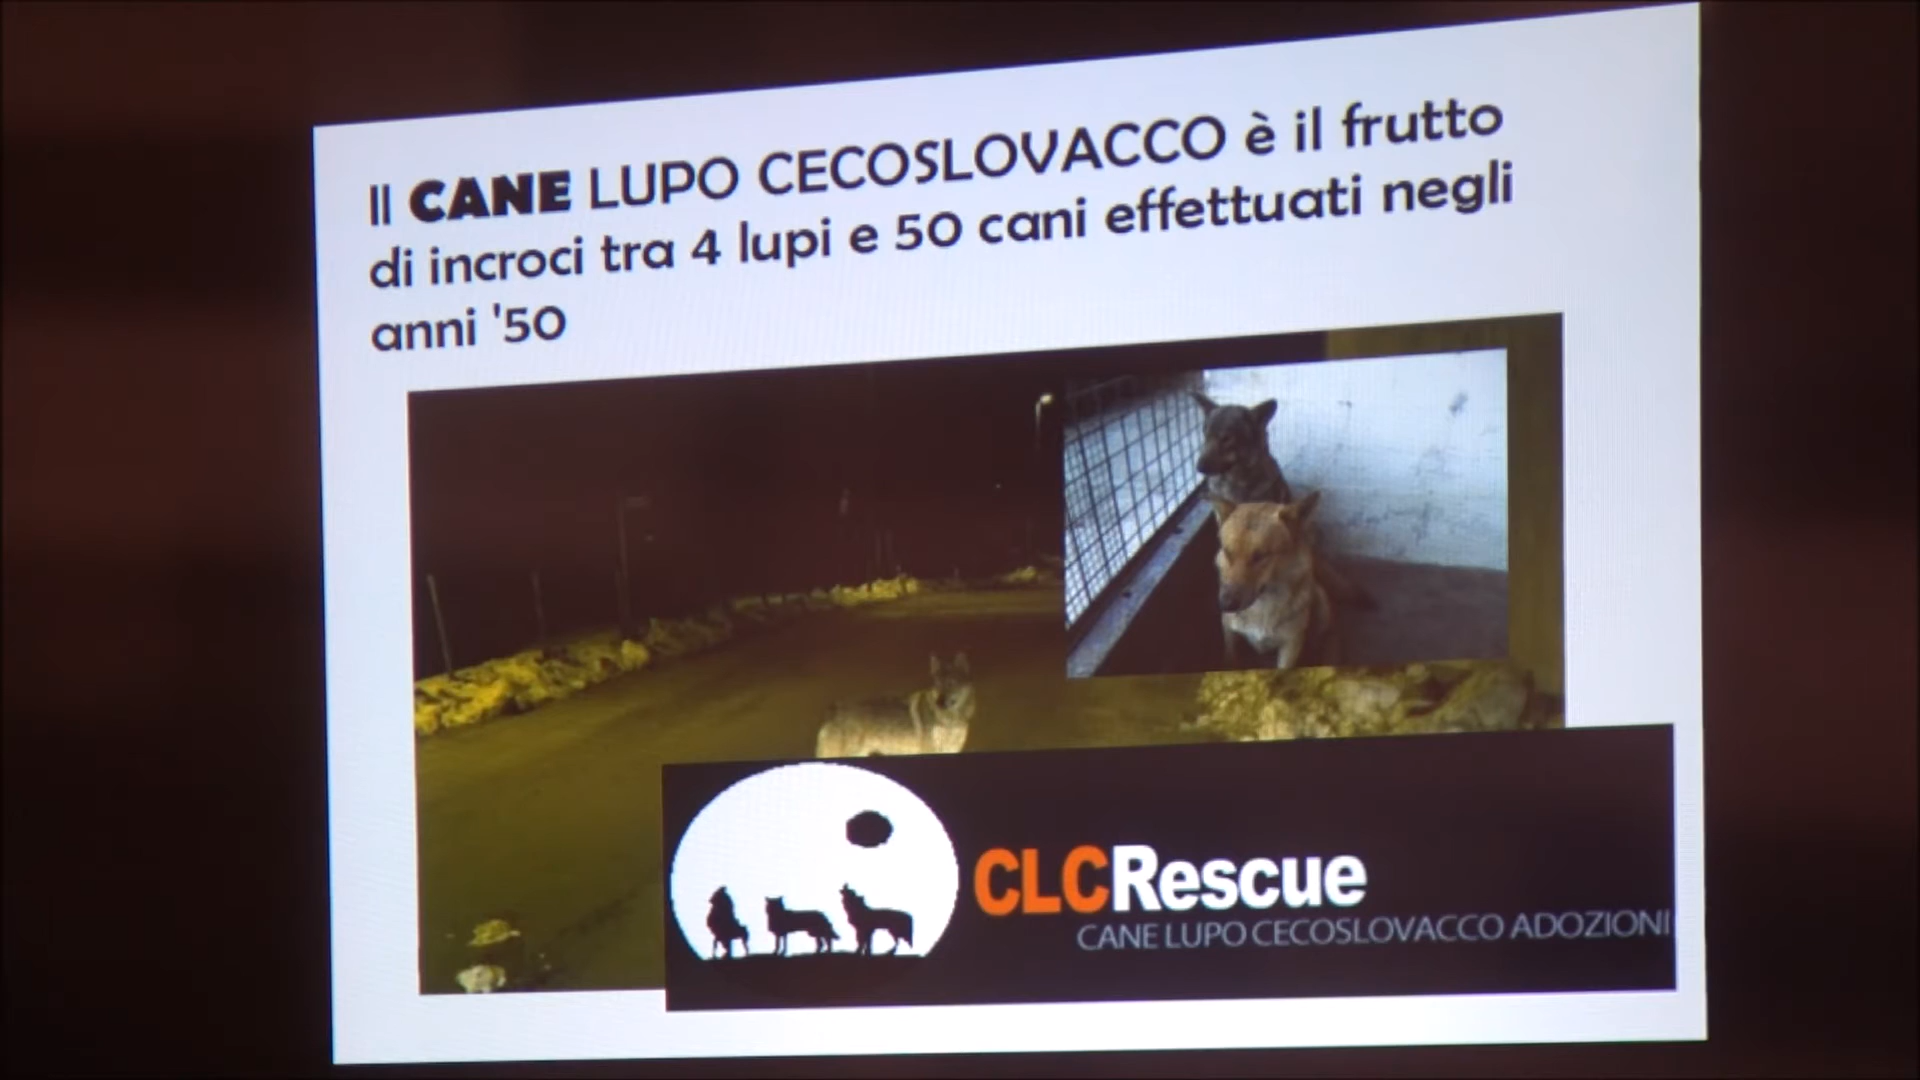 Il CANE LUPO CECOSLOVACCO è il frutto
di incroci tra 4 lupi e 50 cani effettuati negli
anni '50
CLCRescue
CANE LUPO CECOSLOVACCO ADOZIONI